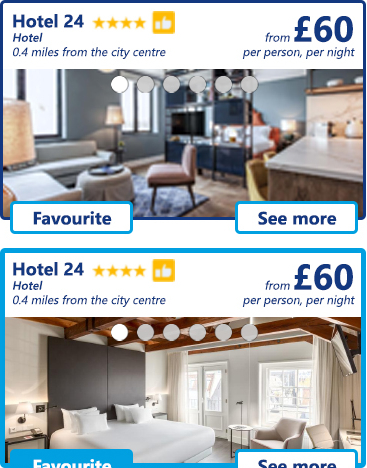 Hotel 24
Hotel
0.4 miles from the city centre
from £60
per person, per night
Favourite
See more
Hotel 24
Hotel
0.4 miles from the city centre
from £60
per person, per night
Favourite
See more